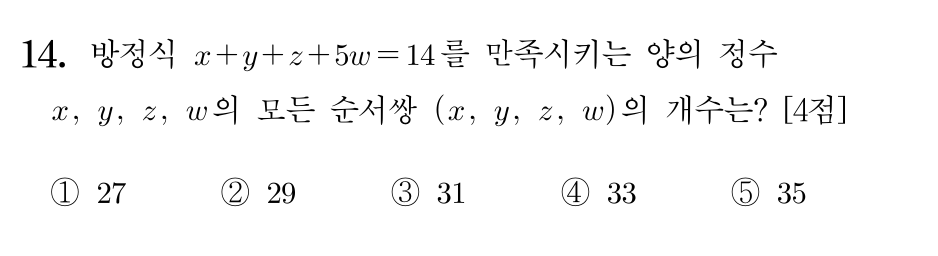 14. 방정식 x+y+z+5w=14를 만족시키는 양의 정수
x, y, z, w의 모든 순서쌍 (x, y, z, w)의 개수는? [4점]
① 27 ② 29 ③ 31 ④ 33 ⑤ 35